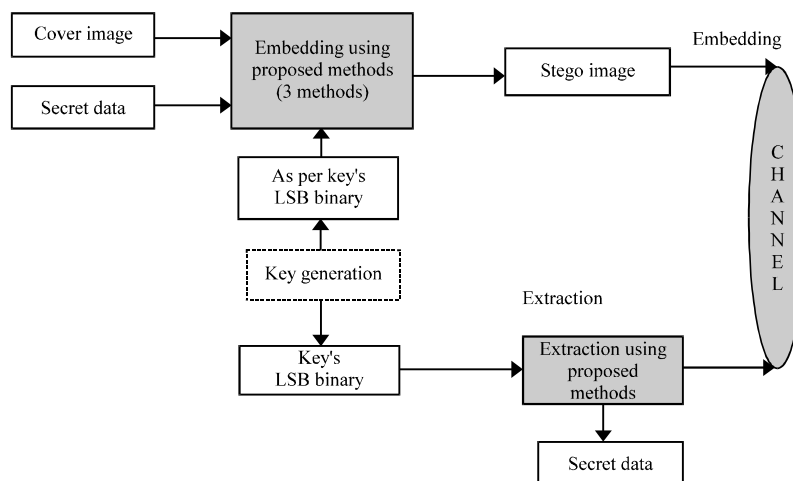 Cover image
Secret data
Embedding using
proposed methods
(3 methods)
Stego image
Embedding
C
H
A
N
N
E
L
As per key's
LSB binary
Key generation
Key's
LSB binary
Extraction
Extraction using
proposed
methods
Secret data